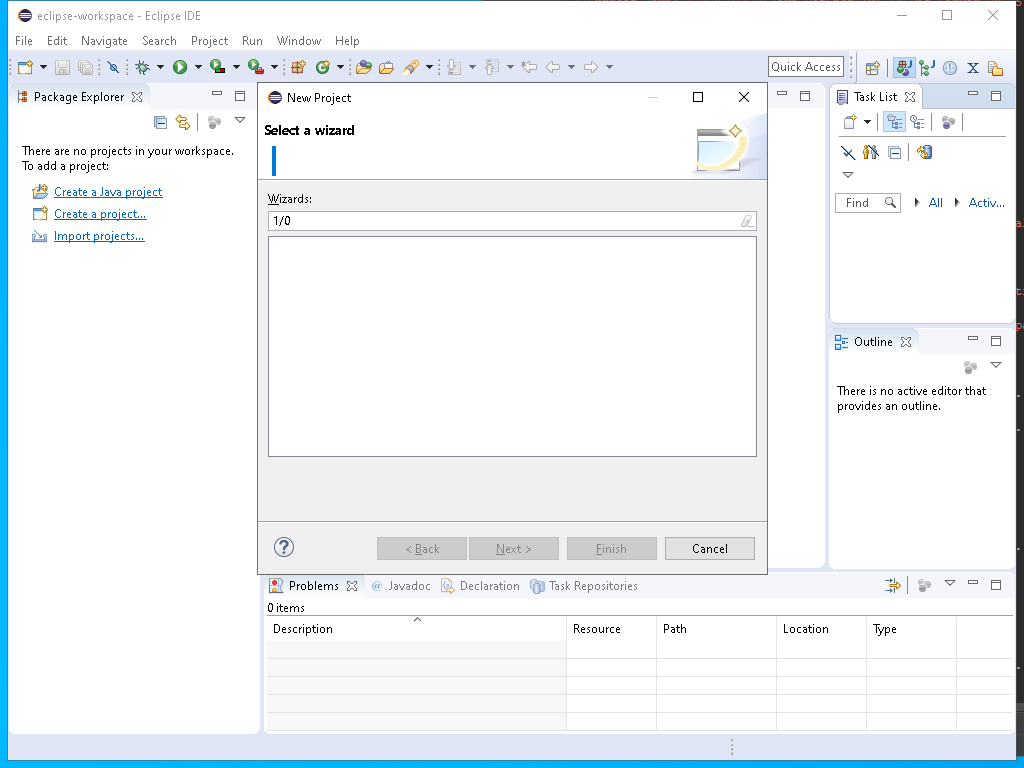 eclipse-workspace - Eclipse IDE
File Edit Navigate Search Project Run Window Help
Quick Access
Package Explorer
There are no projects in your workspace.
To add a project:
Create a Java project
Create a project...
Import projects...
New Project
Select a wizard
Wizards:
1/0
?
< Back Next > Finish Cancel
Task List
Find All Activ...
Outline
There is no active editor that
provides an outline.
Problems @ Javadoc Declaration Task Repositories
0 items
Description Resource Path Location Type